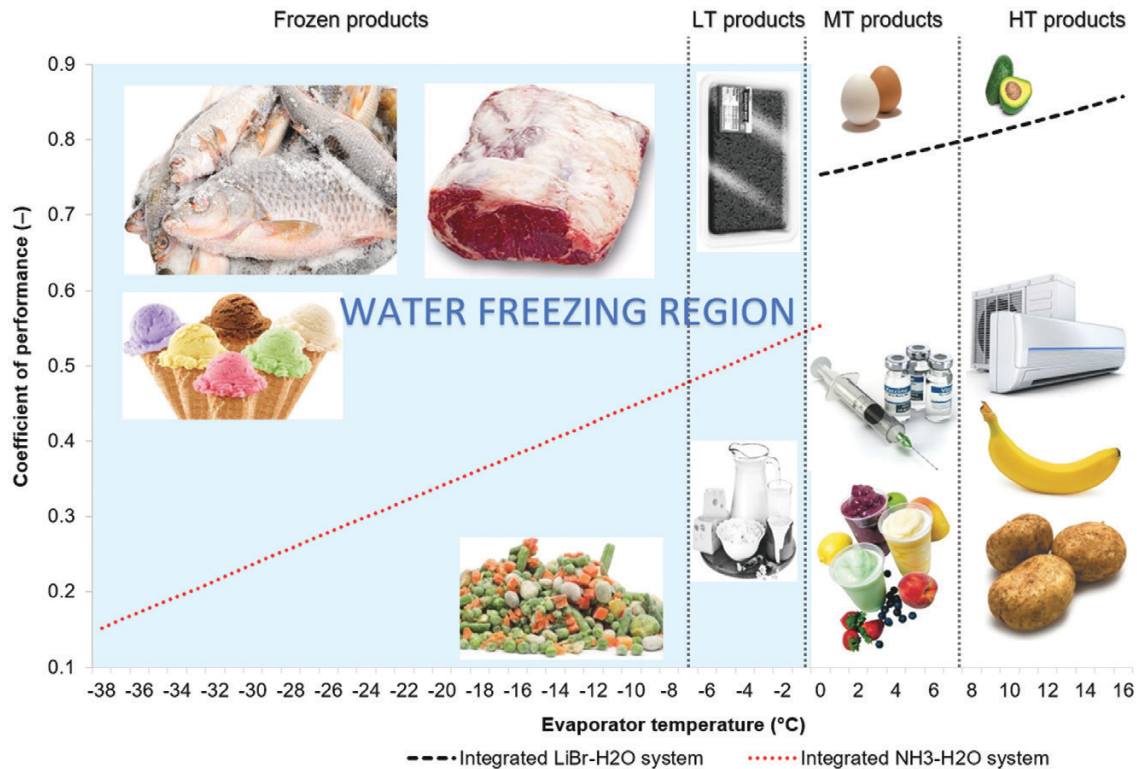 Frozen products
LT products
MT products
HT products
0.9
0.8
0.7
0.6
0.5
0.4
0.3
0.2
0.1
Coefficient of performance (–)
WATER FREEZING REGION
-38 -36 -34 -32 -30 -28 -26 -24 -22 -20 -18 -16 -14 -12 -10 -8 -6 -4 -2 0 2 4 6 8 10 12 14 16
Evaporator temperature (°C)
Integrated LiBr-H2O system
Integrated NH3-H2O system